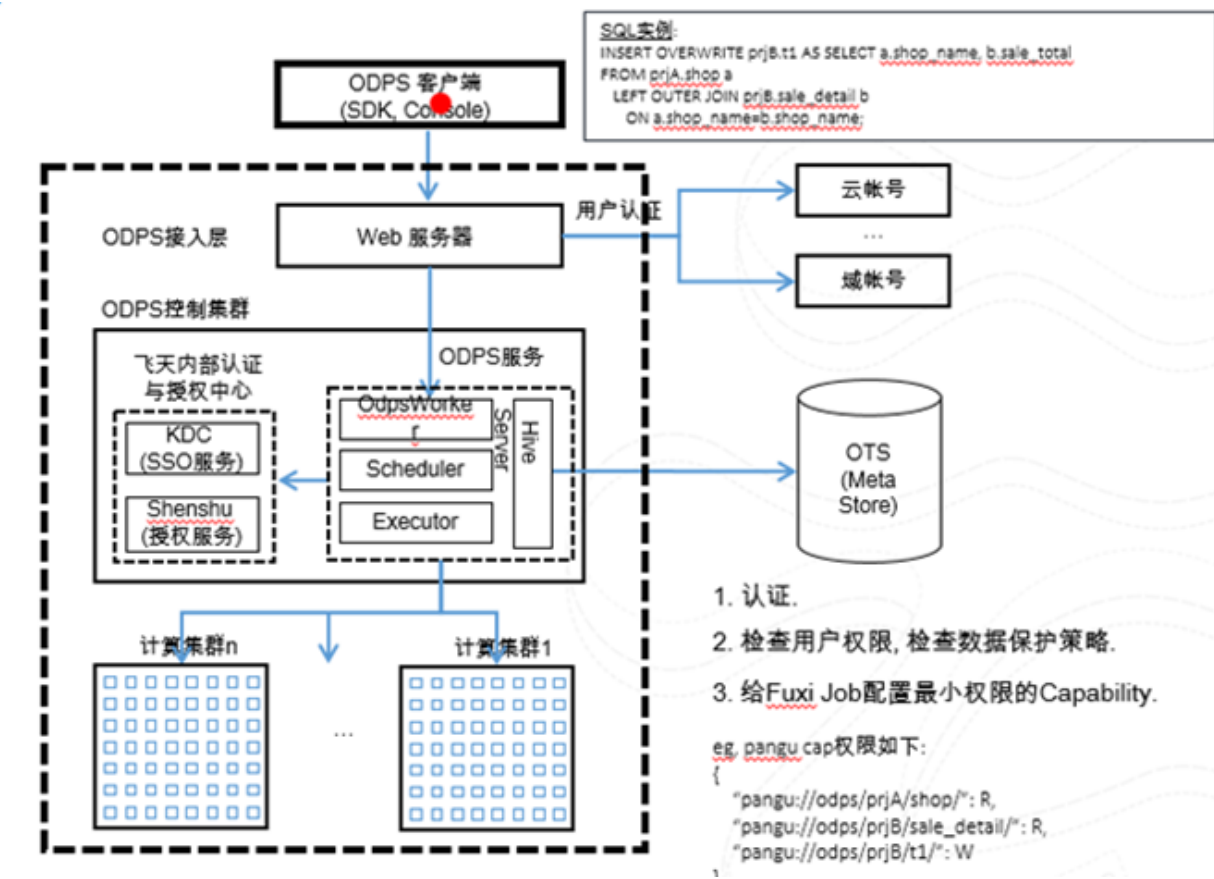 SQL实例:
INSERT OVERWRITE prjB.t1 AS SELECT a.shop_name, b.sale_total
FROM prjA.shop a
LEFT OUTER JOIN prjB.sale_detail b
ON a.shop_name=b.shop_name;
ODPS 客户端
(SDK, Console)
用户认证
云帐号
...
域帐号
ODPS接入层
Web 服务器
ODPS控制集群
飞天内部认证
与授权中心
KDC
(SSO服务)
Shenshu
(授权服务)
ODPS服务
OdpsWorke
r
Scheduler
Executor
Hive
Server
OTS
(Meta
Store)
计算集群n
...
计算集群1
1. 认证.
2. 检查用户权限, 检查数据保护策略.
3. 给Fuxi Job配置最小权限的Capability.
eg, pangu cap权限如下:
{
“pangu://odps/prjA/shop/”: R,
“pangu://odps/prjB/sale_detail/”: R,
“pangu://odps/prjB/t1/”: W
}